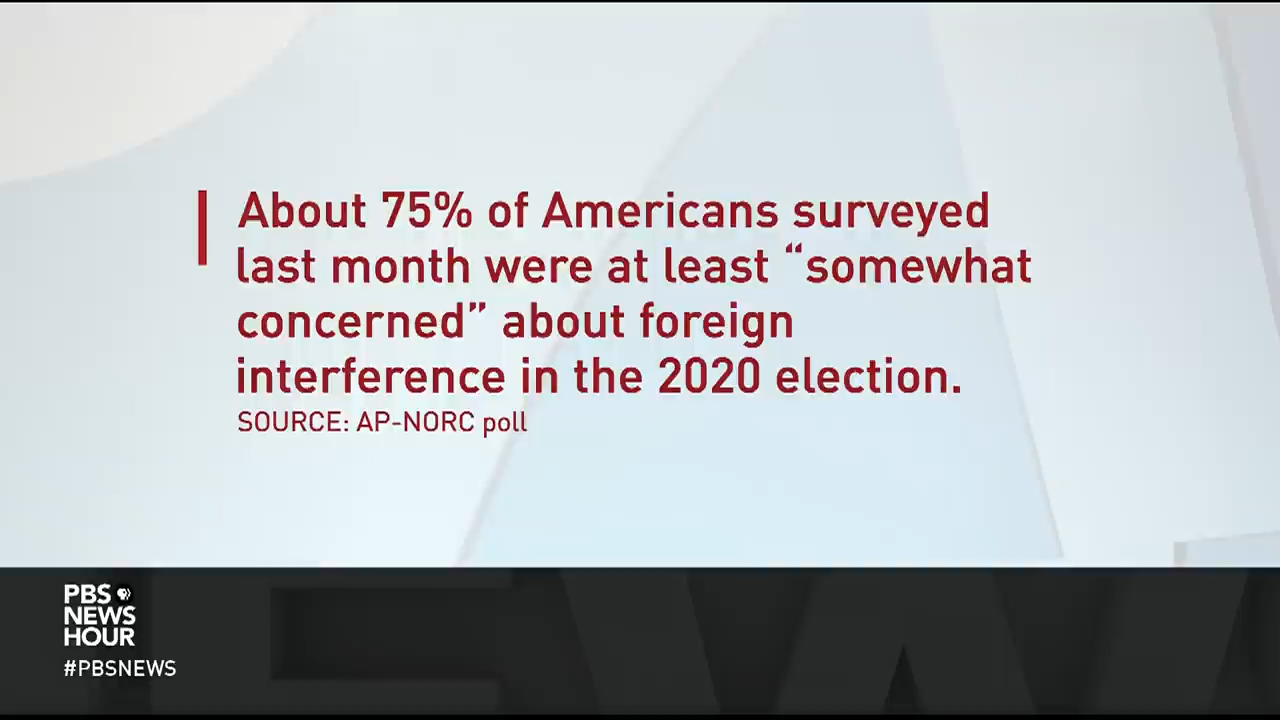 About 75% of Americans surveyed
last month were at least “somewhat
concerned” about foreign
interference in the 2020 election.
SOURCE: AP-NORC poll
PBS
NEWS
HOUR
#PBSNEWS